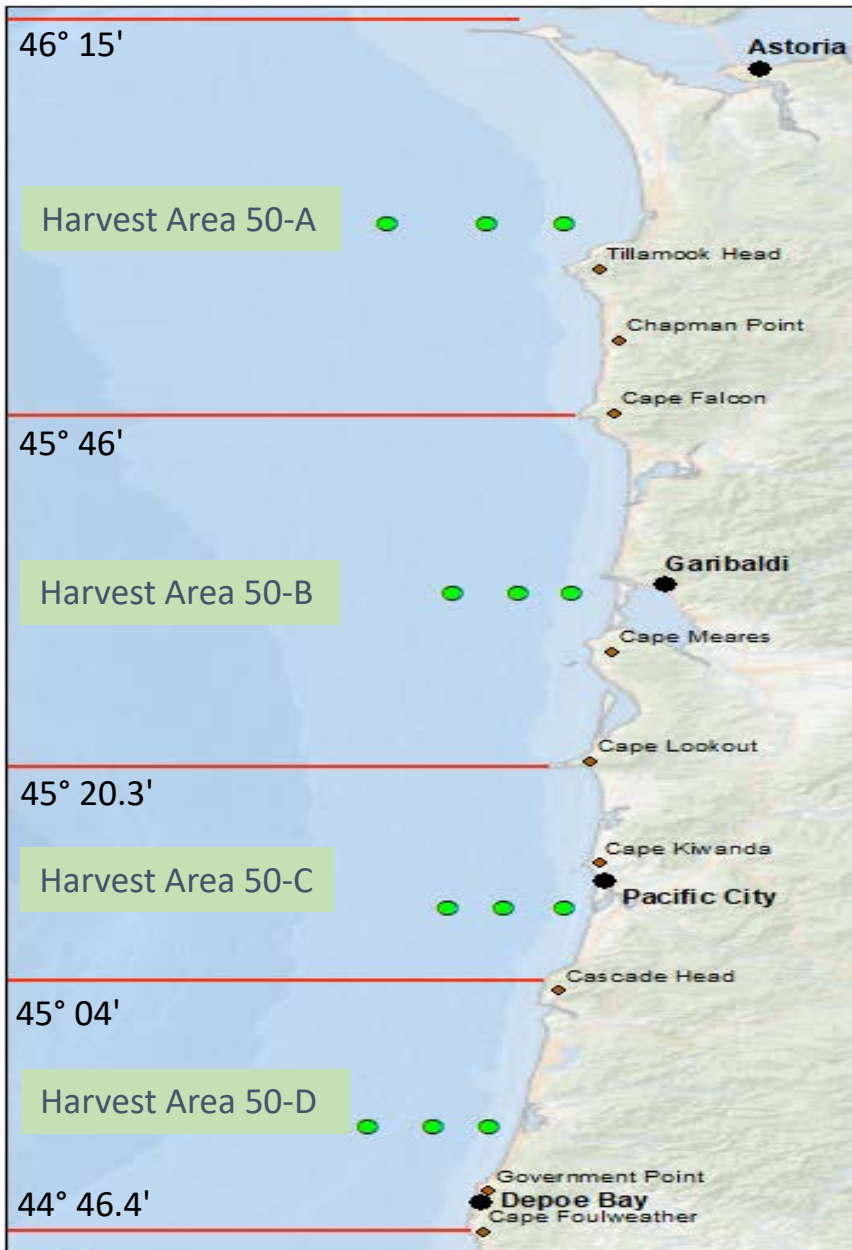 46° 15'
Astoria
Harvest Area 50-A
Tillamook Head
Chapman Point
Cape Falcon
45° 46'
Garibaldi
Harvest Area 50-B
Cape Meares
Cape Lookout
45° 20.3'
Cape Kiwanda
Harvest Area 50-C
Pacific City
Cascade Head
45° 04'
Harvest Area 50-D
Government Point
44° 46.4'
Depoe Bay
Cape Foulweather